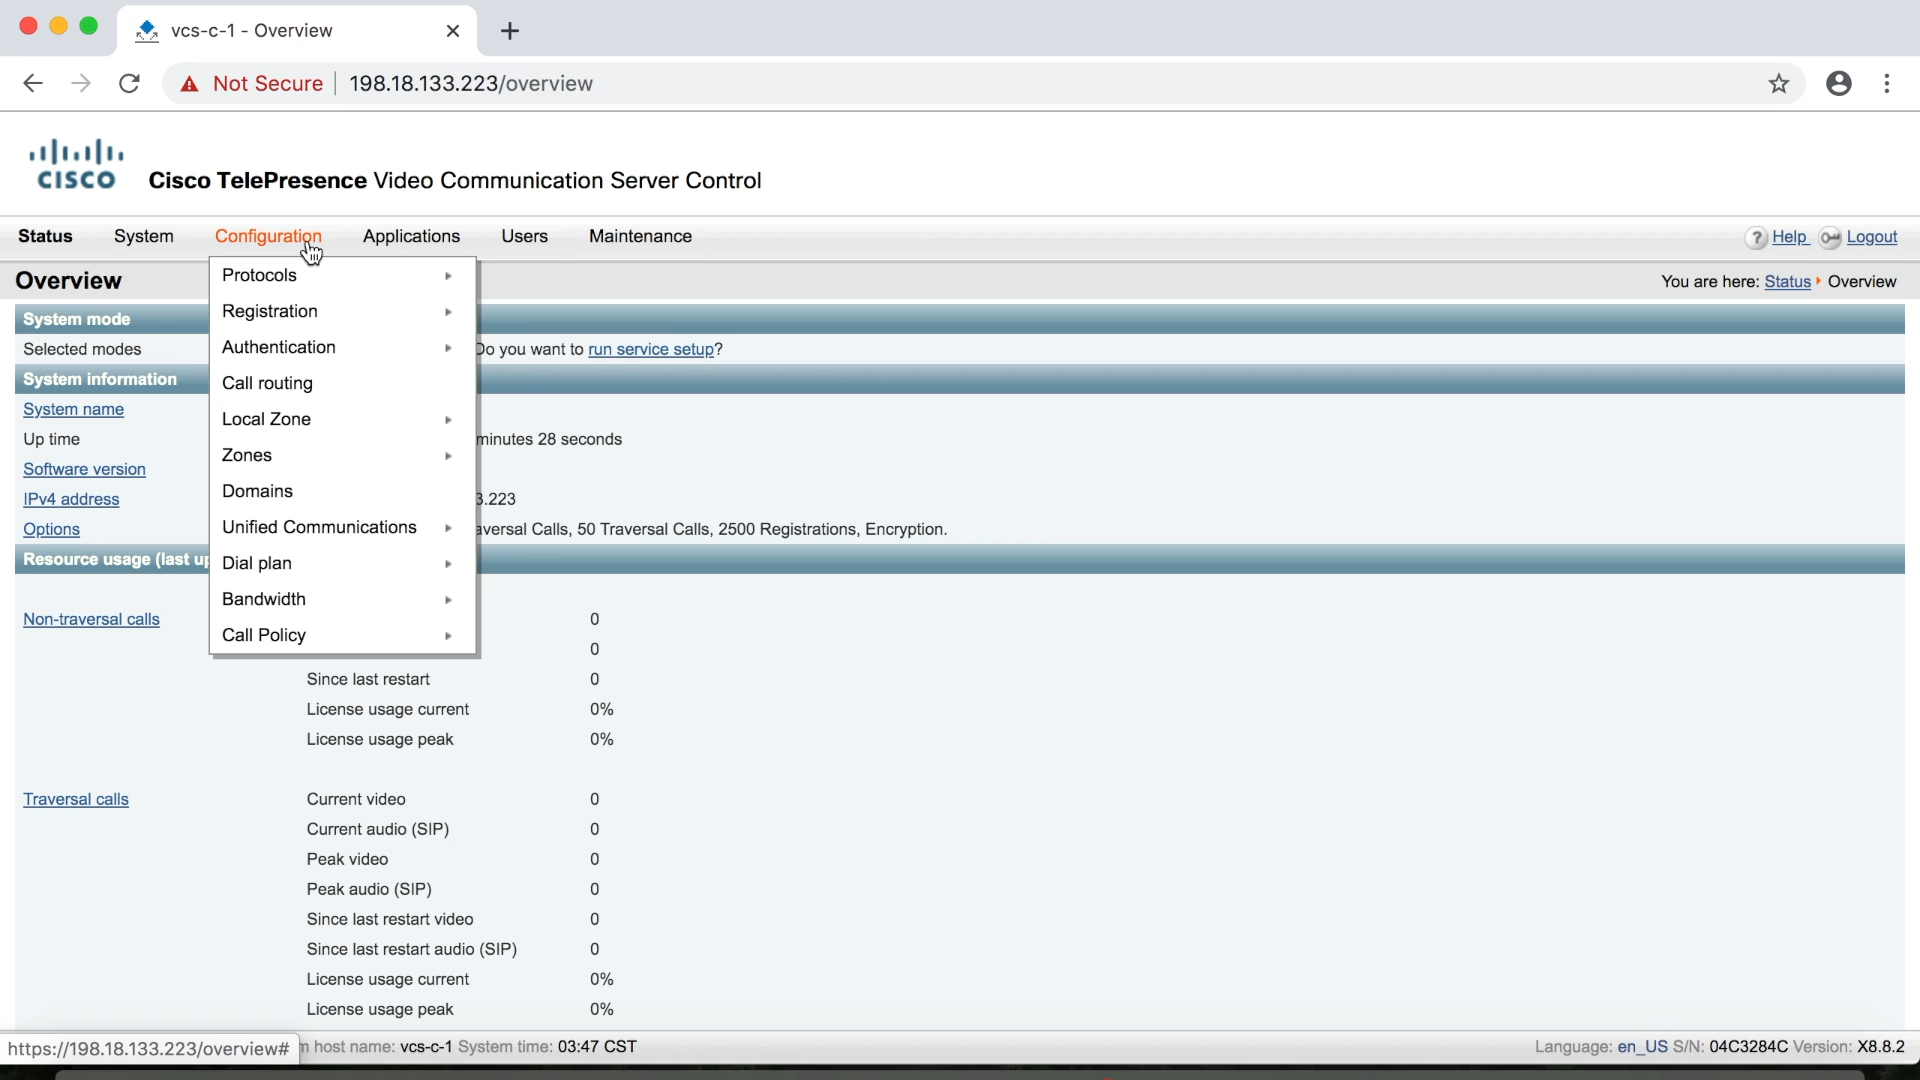 vcs-c-1 - Overview
Not Secure 198.18.133.223/overview
CISCO
Cisco TelePresence Video Communication Server Control
Status System Configuration Applications Users Maintenance
? Help Logout
Overview
You are here: Status Overview
System mode
Selected modes
Do you want to run service setup?
System information
System name
Up time
minutes 28 seconds
Software version
IPv4 address
3.223
Options
aversal Calls, 50 Traversal Calls, 2500 Registrations, Encryption.
Resource usage (last up
Protocols
Registration
Authentication
Call routing
Local Zone
Zones
Domains
Unified Communications
Dial plan
Bandwidth
Call Policy
Non-traversal calls
0
0
Since last restart 0
License usage current 0%
License usage peak 0%
Traversal calls
Current video 0
Current audio (SIP) 0
Peak video 0
Peak audio (SIP) 0
Since last restart video 0
Since last restart audio (SIP) 0
License usage current 0%
License usage peak 0%
https://198.18.133.223/overview#
host name: vcs-c-1 System time: 03:47 CST
Language: en_US S/N: 04C3284C Version: X8.8.2